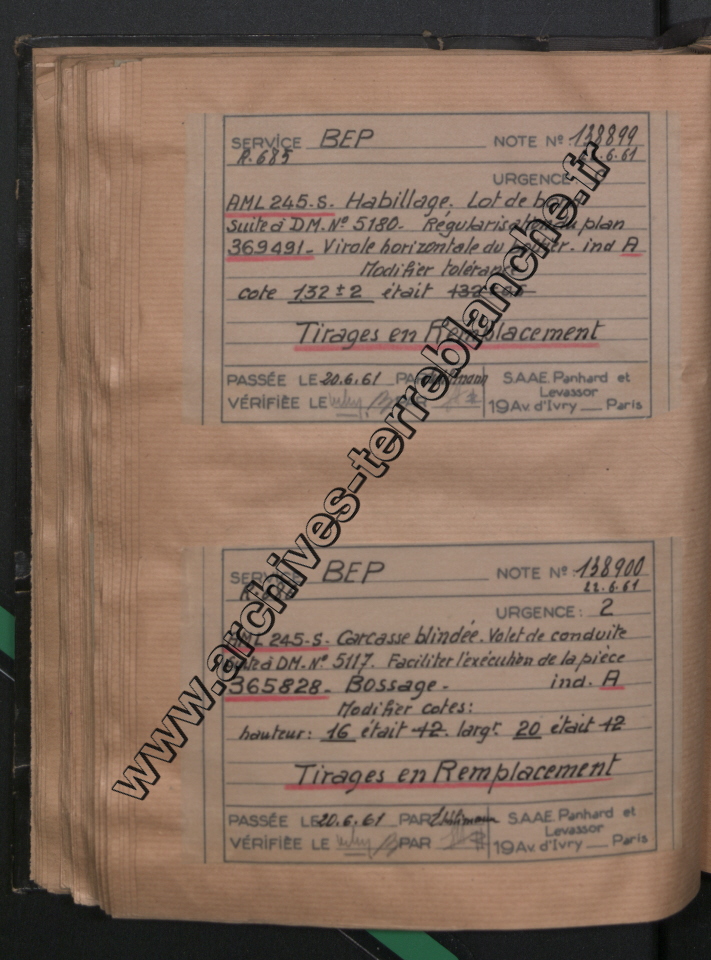 SERVICE BEP NOTE Nº 138899
R.685 .6.61
URGENCE:
AML 245-S. Habillage. Lot de
suite à DM. Nº 5180- Régularisation du plan
369491- Virole horizontale du . ind A
Modifier tolérance
cote 132±2 était
Tirages en Remplacement
PASSÉE LE 20.6.61 PAR S.A.A.E. Panhard et
Levassor
VÉRIFIÉE LE PAR 19 Av. d'Ivry __ Paris
SERVICE BEP NOTE Nº 138900
22.6.61
URGENCE: 2
AML 245-S- Carcasse blindée. Volet de conduite
suite à DM. Nº 5117. Faciliter l'exécution de la pièce
365828- Bossage- ind. A
Modifier cotes:
hauteur: 16 était 12. largr. 20 était 12
Tirages en Remplacement
PASSÉE LE 20.6.61 PAR S.A.A.E. Panhard et
Levassor
VÉRIFIÉE LE PAR 19 Av. d'Ivry __ Paris
www.archives-terreblanche.fr